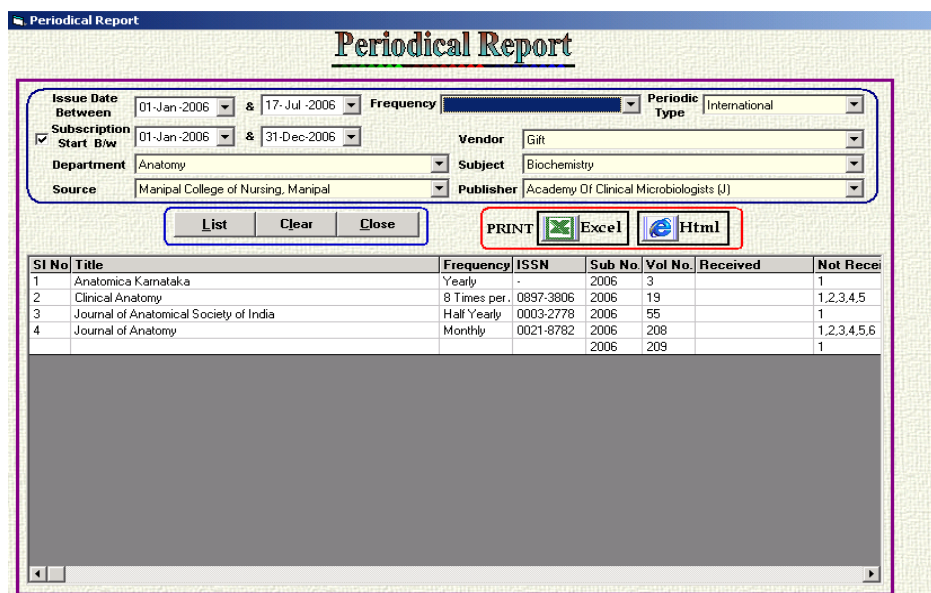 Periodical Report
Periodical Report
Issue Date Between 01-Jan-2006 & 17-Jul-2006 Frequency Periodic Type International
Subscription Start B/w 01-Jan-2006 & 31-Dec-2006 Vendor Gift
Department Anatomy Subject Biochemistry
Source Manipal College of Nursing, Manipal Publisher Academy Of Clinical Microbiologists (J)
List Clear Close PRINT Excel Html
Sl No Title Frequency ISSN Sub No. Vol No. Received Not Recei
1 Anatomica Karnataka Yearly - 2006 3 1
2 Clinical Anatomy 8 Times per. 0897-3806 2006 19 1,2,3,4,5
3 Journal of Anatomical Society of India Half Yearly 0003-2778 2006 55 1
4 Journal of Anatomy Monthly 0021-8782 2006 208 1,2,3,4,5,6
2006 209 1